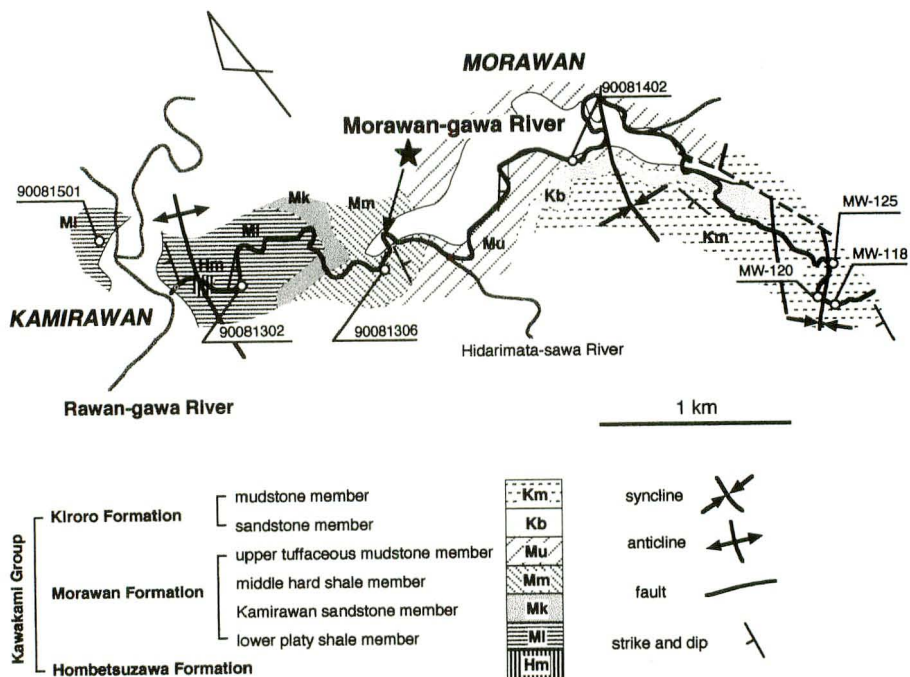 MORAWAN
90081402
Morawan-gawa River
90081501
Mk
Mm
Kb
Ml
Ml
MW-125
Km
Hm
Mu
MW-120
MW-118
KAMIRAWAN
90081302
90081306
Hidarimata-sawa River
Rawan-gawa River
1 km
Kawakami Group
Kiroro Formation
mudstone member
Km
sandstone member
Kb
Morawan Formation
upper tuffaceous mudstone member
Mu
middle hard shale member
Mm
Kamirawan sandstone member
Mk
lower platy shale member
Ml
Hombetsuzawa Formation
Hm
syncline
anticline
fault
strike and dip